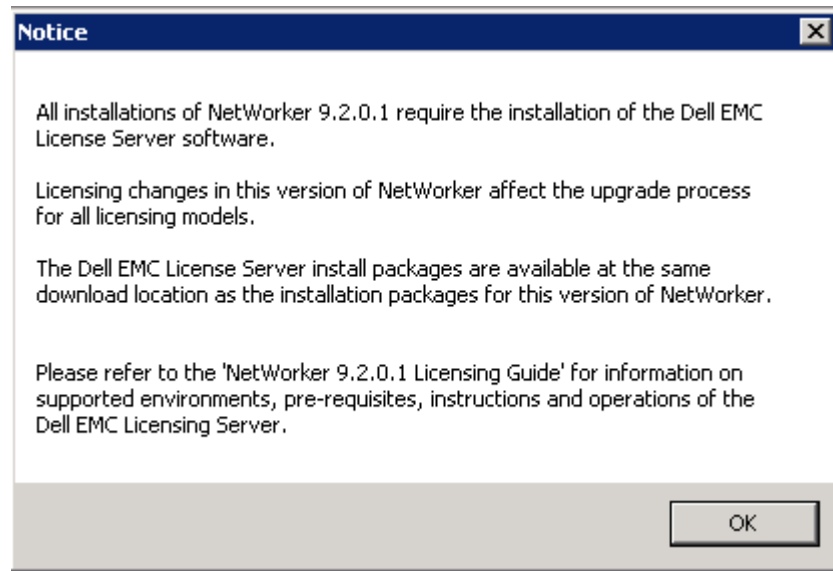 Notice
All installations of NetWorker 9.2.0.1 require the installation of the Dell EMC
License Server software.
Licensing changes in this version of NetWorker affect the upgrade process
for all licensing models.
The Dell EMC License Server install packages are available at the same
download location as the installation packages for this version of NetWorker.
Please refer to the 'NetWorker 9.2.0.1 Licensing Guide' for information on
supported environments, pre-requisites, instructions and operations of the
Dell EMC Licensing Server.
OK